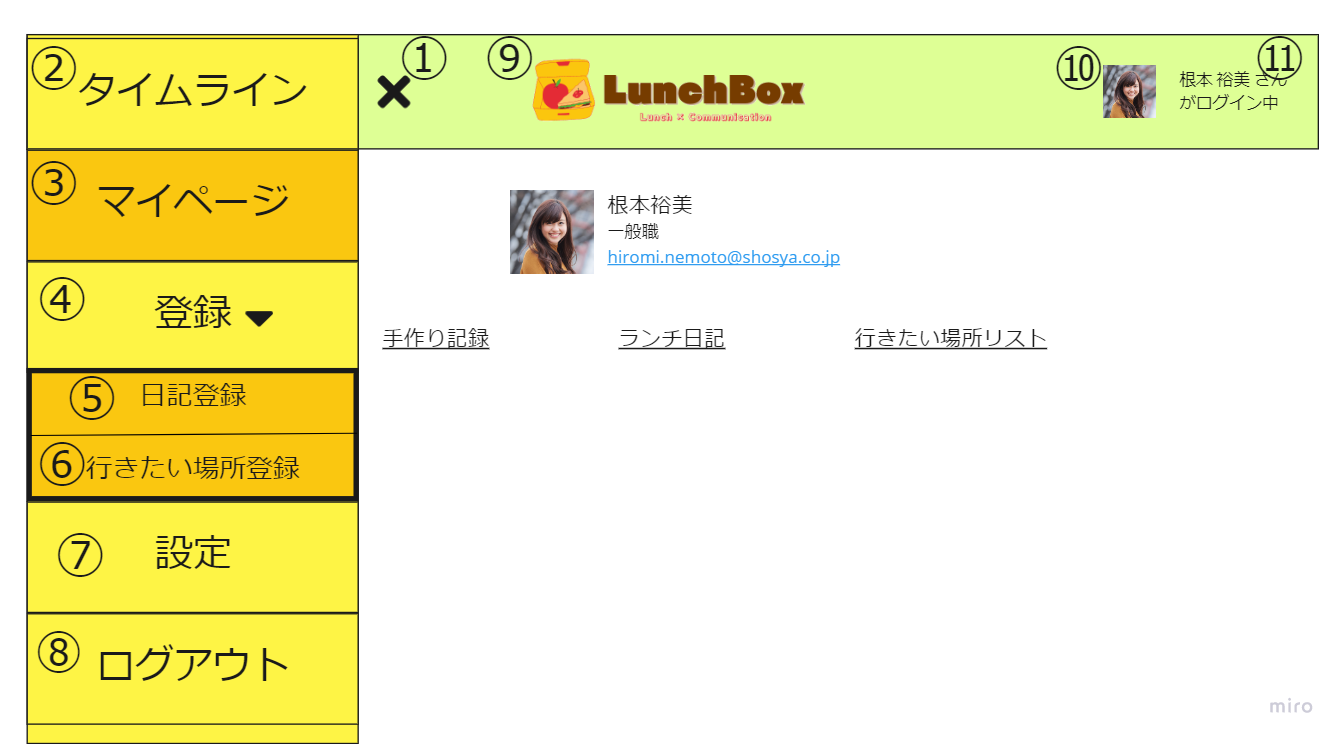 ②タイムライン
① ⑨ LunchBox
Lunch × Communication
⑩ ⑪
根本 裕美 さん
がログイン中
③ マイページ
④ 登録
⑤ 日記登録
⑥行きたい場所登録
⑦ 設定
⑧ ログアウト
根本裕美
一般職
hiromi.nemoto@shosya.co.jp
手作り記録 ランチ日記 行きたい場所リスト
miro